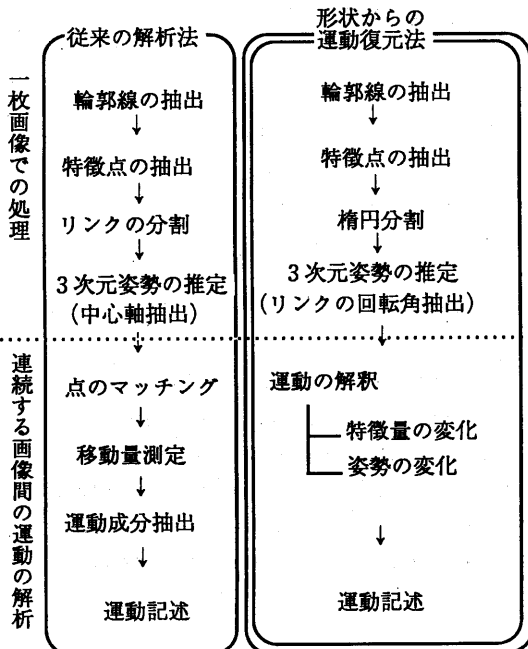 従来の解析法
一枚画像での処理
輪郭線の抽出
↓
特徴点の抽出
↓
リンクの分割
↓
3次元姿勢の推定
(中心軸抽出)
↓
連続する画像間の運動の解析
点のマッチング
↓
移動量測定
↓
運動成分抽出
↓
運動記述
形状からの
運動復元法
輪郭線の抽出
↓
特徴点の抽出
↓
楕円分割
↓
3次元姿勢の推定
(リンクの回転角抽出)
↓
運動の解釈
特徴量の変化
姿勢の変化
↓
運動記述